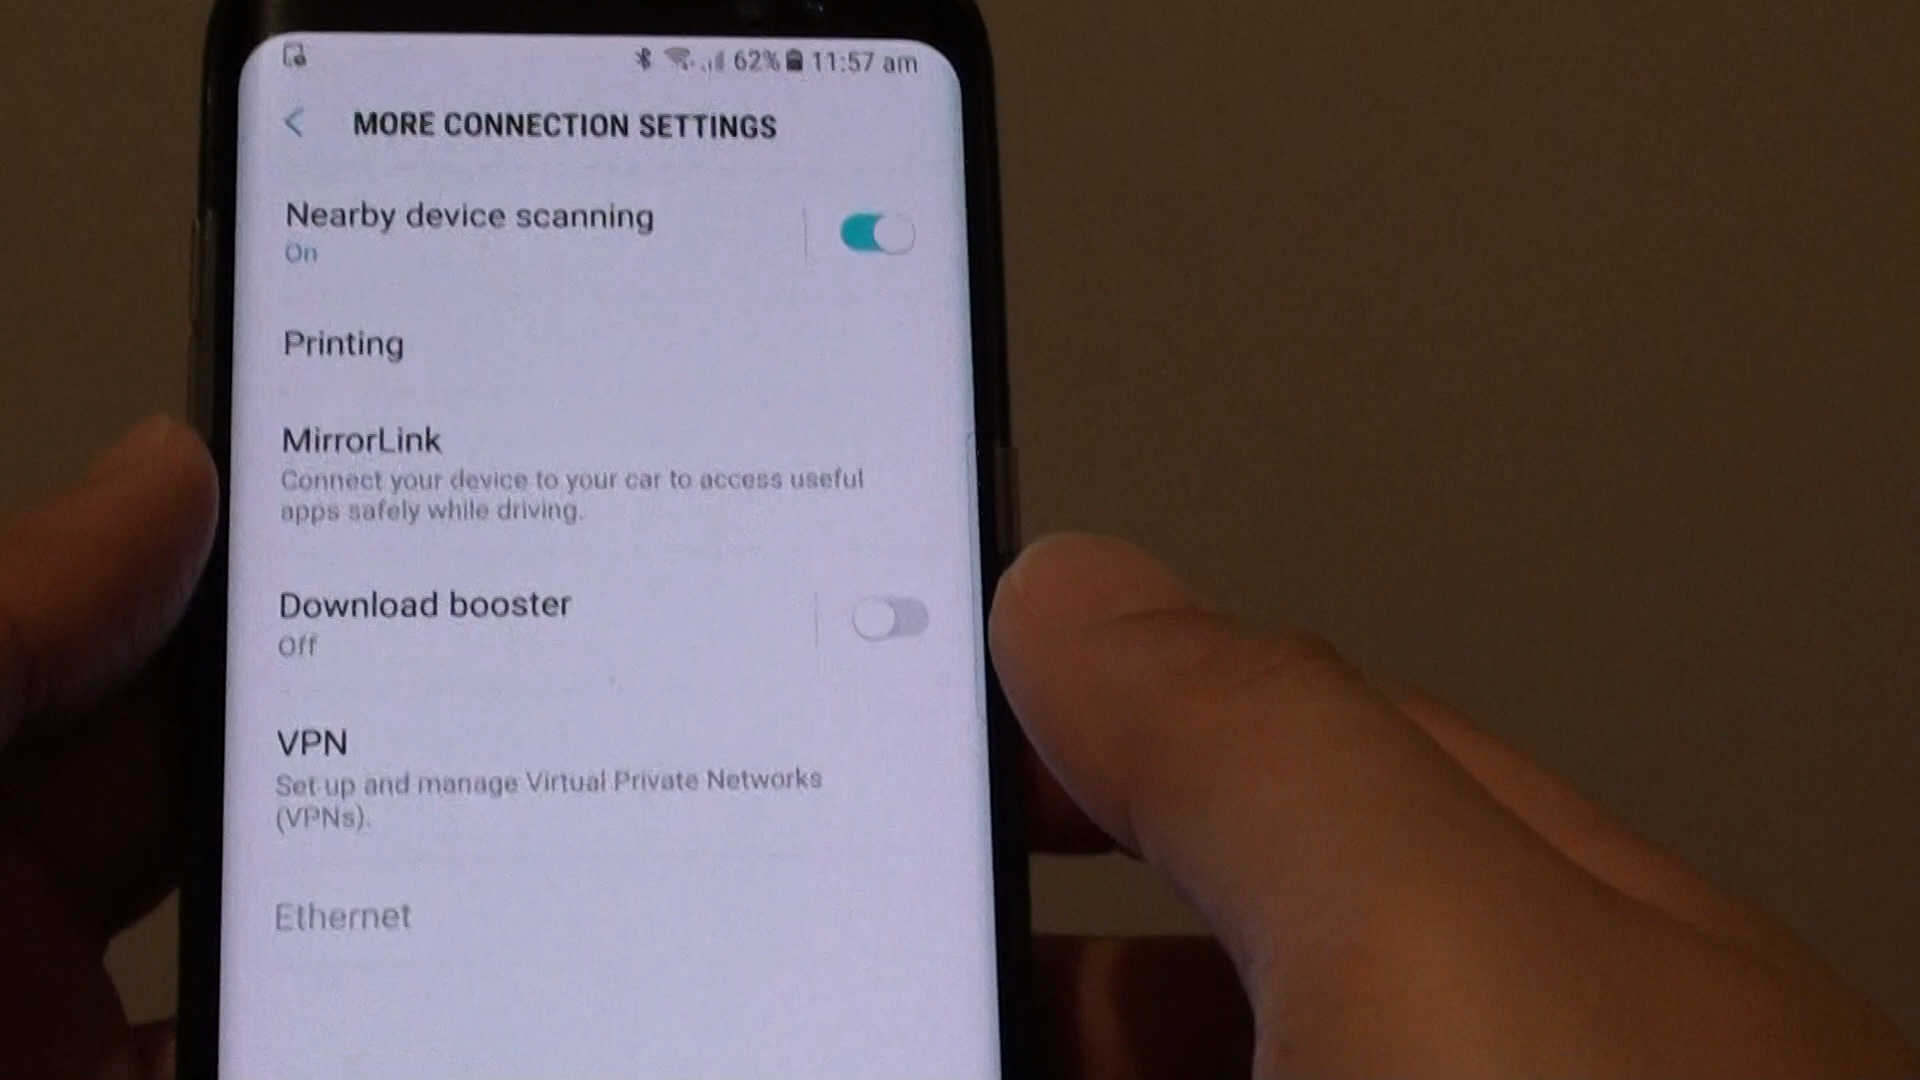 62% 11:57 am
MORE CONNECTION SETTINGS
Nearby device scanning
On
Printing
MirrorLink
Connect your device to your car to access useful
apps safely while driving.
Download booster
Off
VPN
Set up and manage Virtual Private Networks
(VPNs).
Ethernet